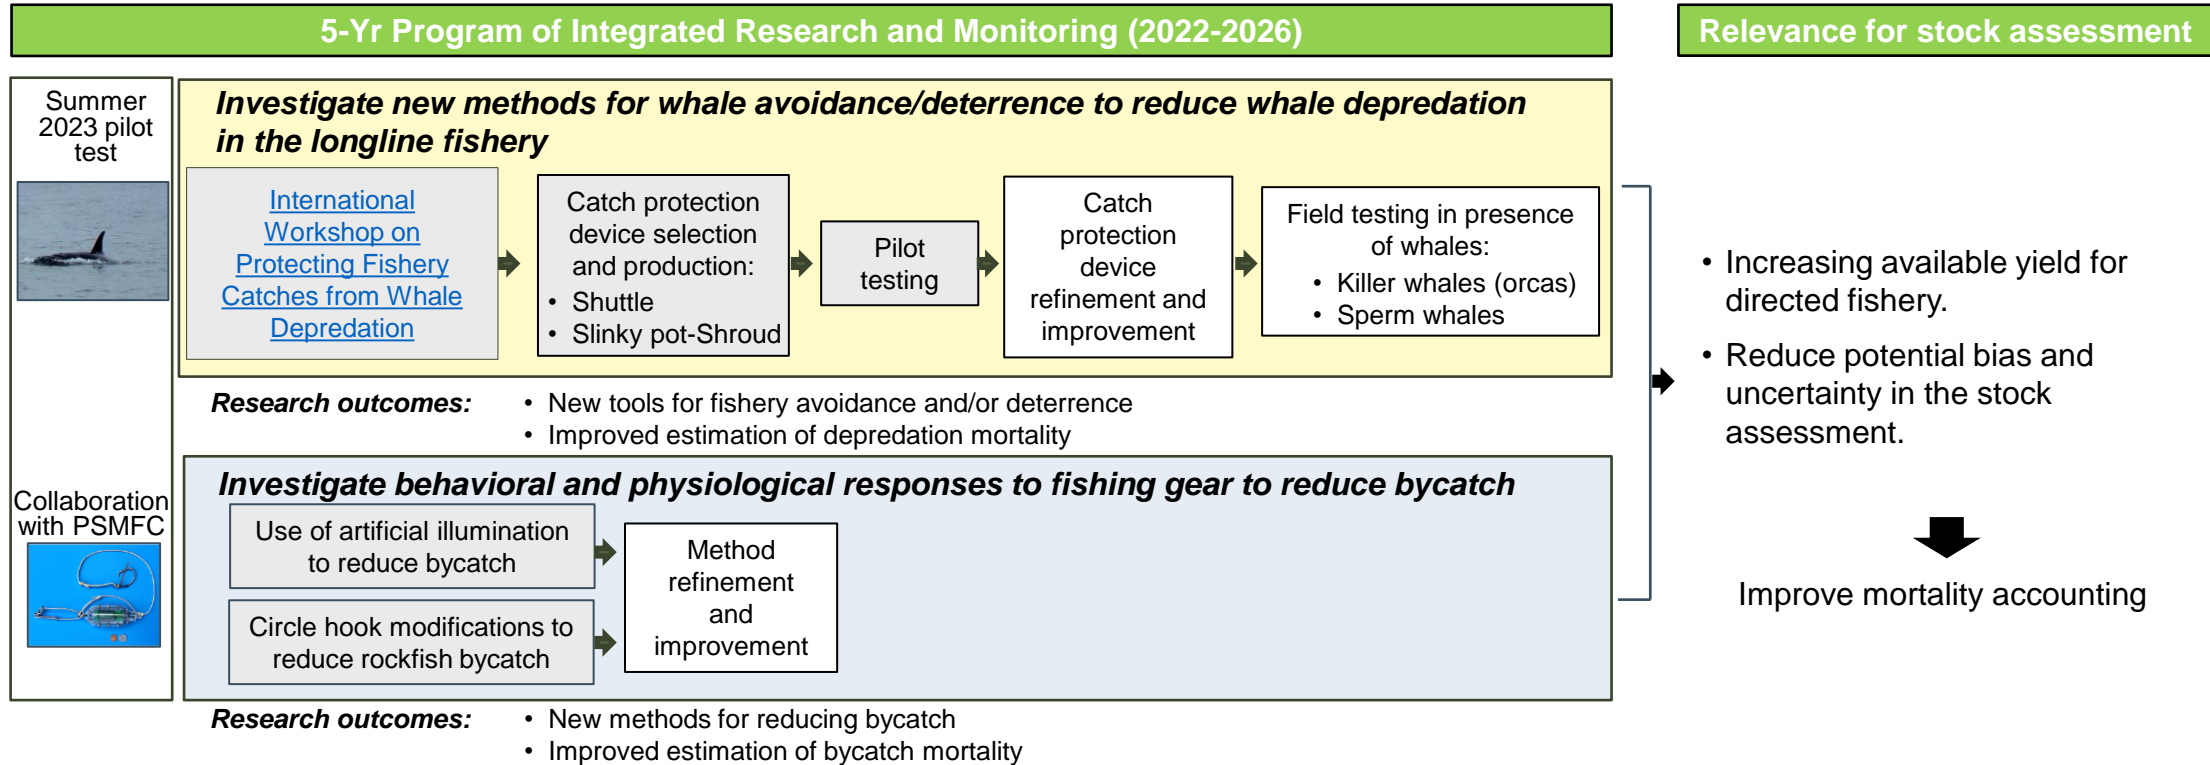 5-Yr Program of Integrated Research and Monitoring (2022-2026)
Relevance for stock assessment
Summer
2023 pilot
test
Investigate new methods for whale avoidance/deterrence to reduce whale depredation
in the longline fishery
International
Workshop on
Protecting Fishery
Catches from Whale
Depredation
Catch protection
device selection
and production:
• Shuttle
• Slinky pot-Shroud
Pilot
testing
Catch
protection
device
refinement and
improvement
Field testing in presence
of whales:
• Killer whales (orcas)
• Sperm whales
Research outcomes:
• New tools for fishery avoidance and/or deterrence
• Improved estimation of depredation mortality
Collaboration
with PSMFC
Investigate behavioral and physiological responses to fishing gear to reduce bycatch
Use of artificial illumination
to reduce bycatch
Circle hook modifications to
reduce rockfish bycatch
Method
refinement
and
improvement
Research outcomes:
• New methods for reducing bycatch
• Improved estimation of bycatch mortality
• Increasing available yield for
directed fishery.
• Reduce potential bias and
uncertainty in the stock
assessment.
Improve mortality accounting